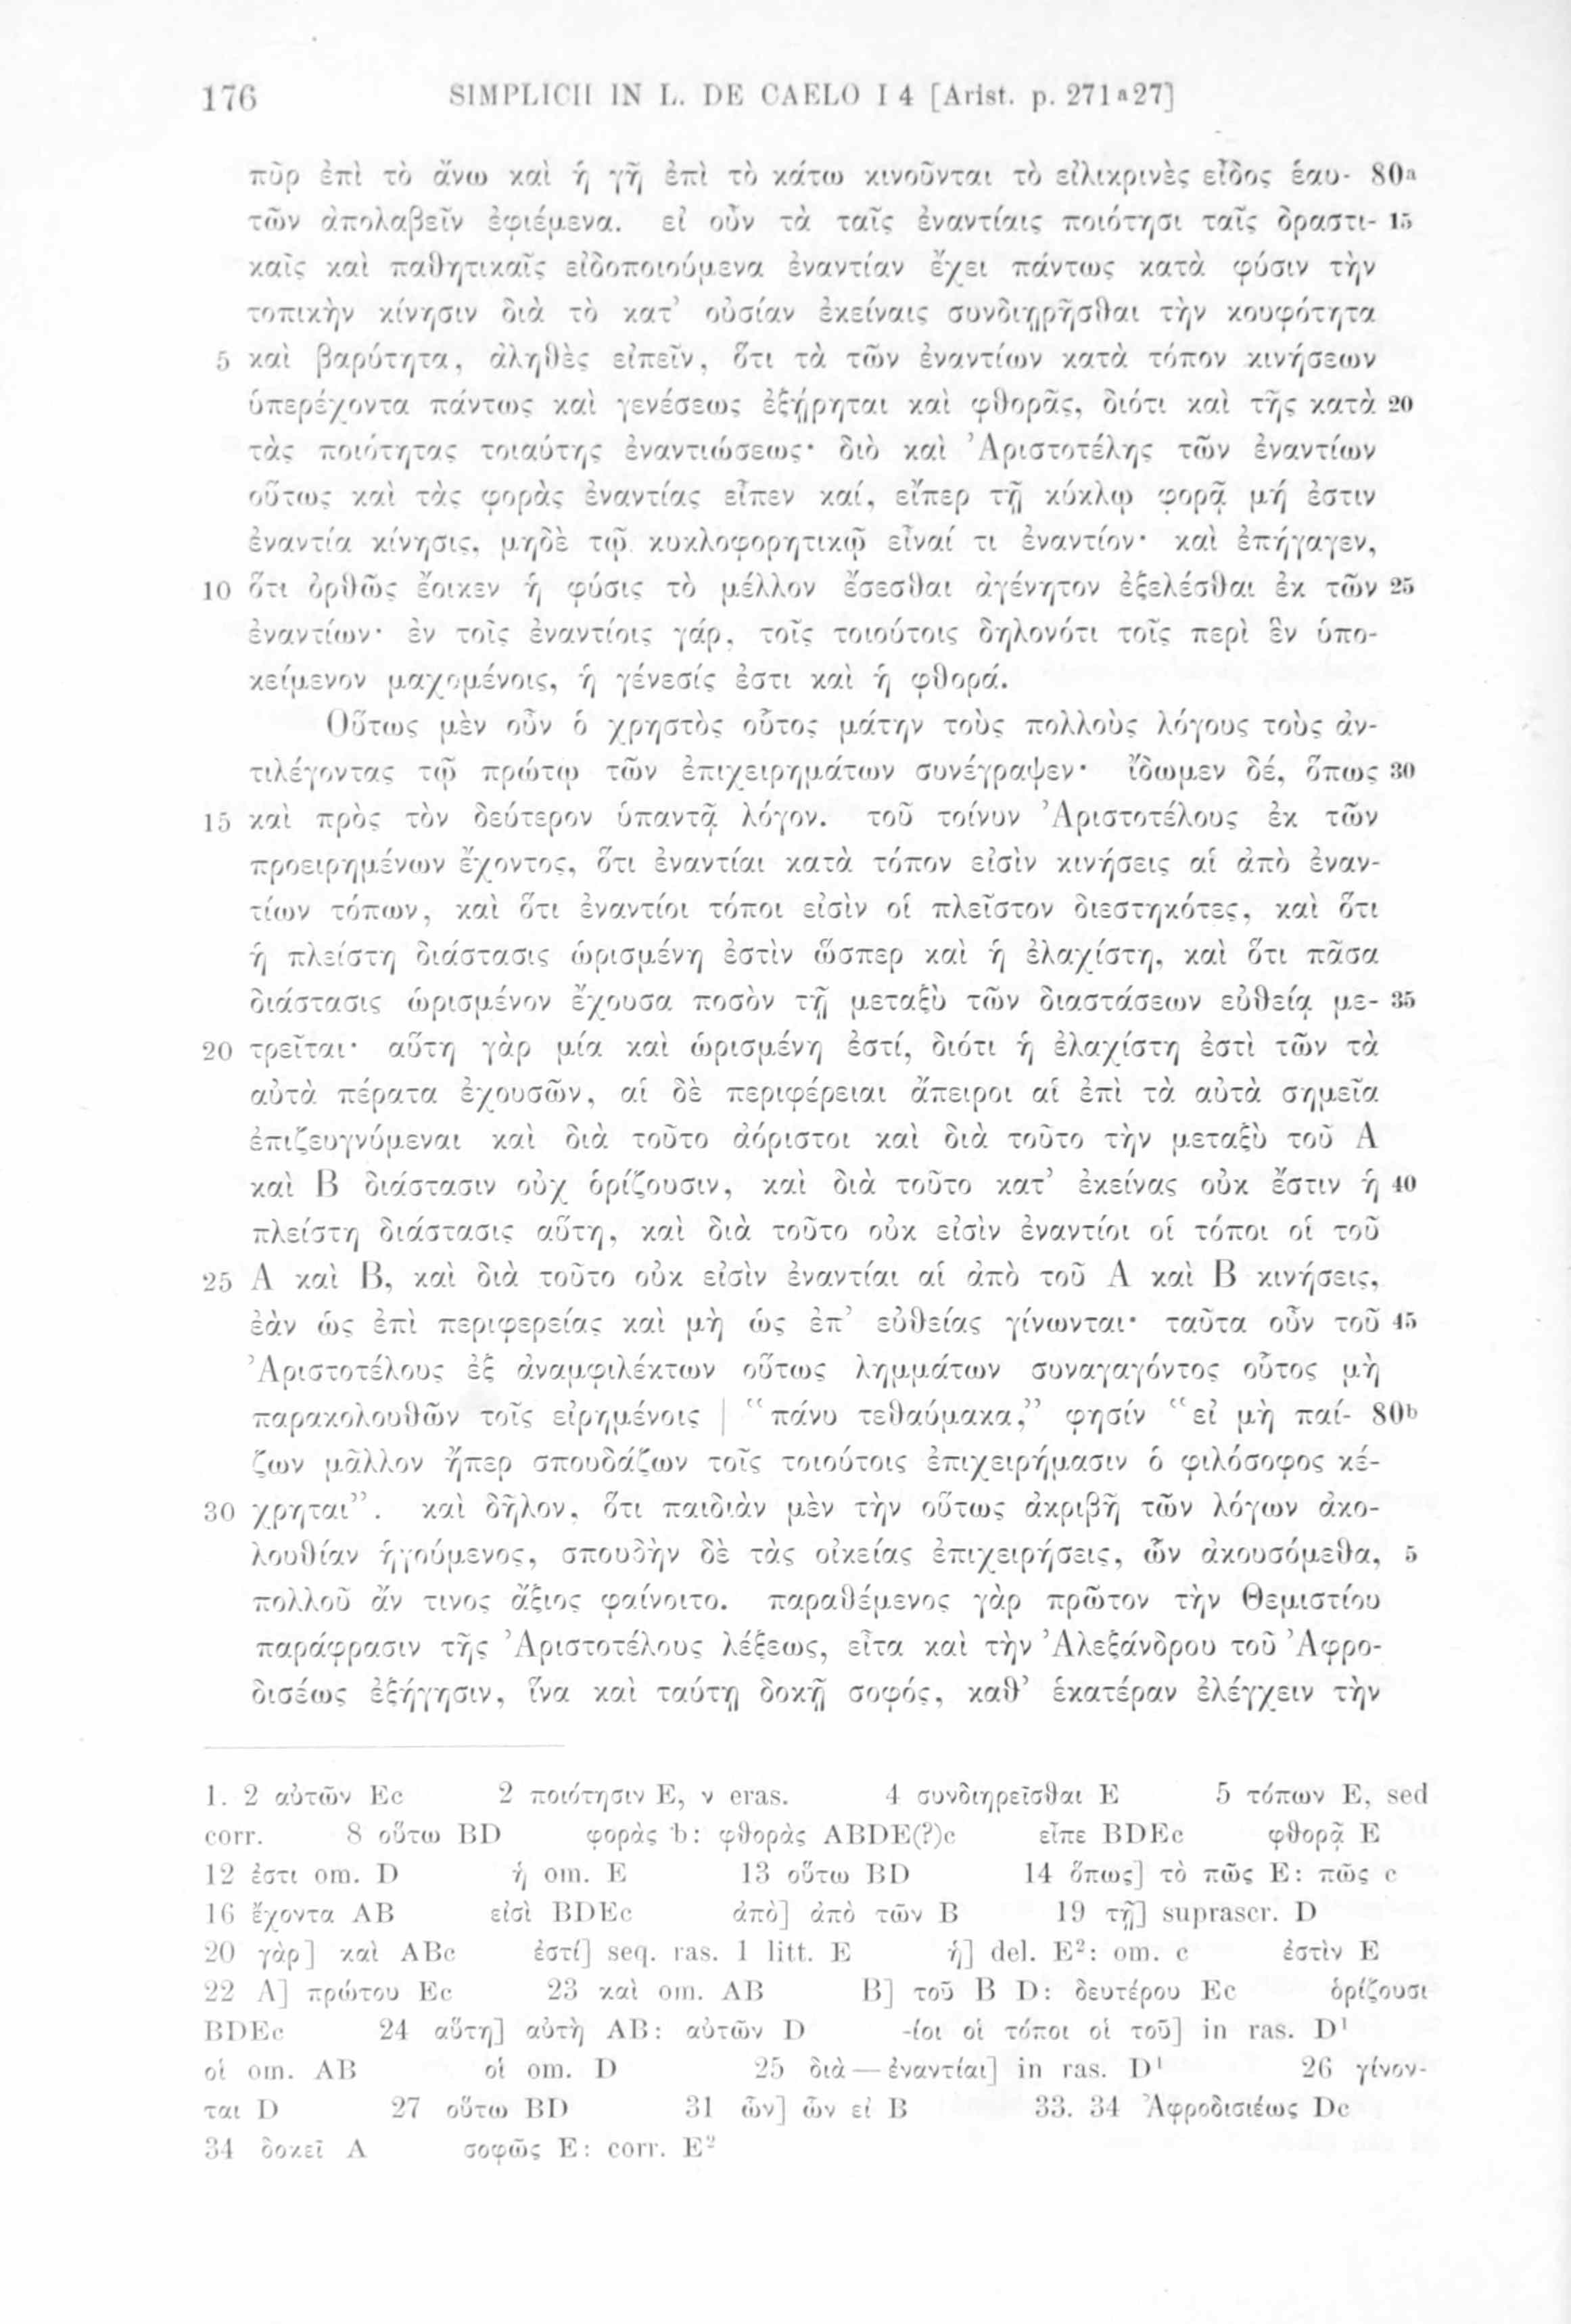 176 SIMPLICII IN L. DE CAELO I 4 [Arist. p. 271ᵃ27]
πῦρ ἐπὶ τὸ ἄνω καὶ ἡ γῆ ἐπὶ τὸ κάτω κινοῦνται τὸ εἰλικρινὲς εἶδος ἑαυ- 80ᵃ
τῶν ἀπολαβεῖν ἐφιέμενα. εἰ οὖν τὰ ταῖς ἐναντίαις ποιότησι ταῖς δραστι- 15
καῖς καὶ παθητικαῖς εἰδοποιούμενα ἐναντίαν ἔχει πάντως κατὰ φύσιν τὴν
τοπικὴν κίνησιν διὰ τὸ κατ’ οὐσίαν ἐκείναις συνδιῃρῆσθαι τὴν κουφότητα
5 καὶ βαρύτητα, ἀληθὲς εἰπεῖν, ὅτι τὰ τῶν ἐναντίων κατὰ τόπον κινήσεων
ὑπερέχοντα πάντως καὶ γενέσεως ἐξῄρηται καὶ φθορᾶς, διότι καὶ τῆς κατὰ 20
τὰς ποιότητας τοιαύτης ἐναντιώσεως· διὸ καὶ Ἀριστοτέλης τῶν ἐναντίων
οὕτως καὶ τὰς φορὰς ἐναντίας εἶπεν καί, εἴπερ τῇ κύκλῳ φορᾷ μή ἐστιν
ἐναντία κίνησις, μηδὲ τῷ κυκλοφορητικῷ εἶναί τι ἐναντίον· καὶ ἐπήγαγεν,
10 ὅτι ὀρθῶς ἔοικεν ἡ φύσις τὸ μέλλον ἔσεσθαι ἀγένητον ἐξελέσθαι ἐκ τῶν 25
ἐναντίων· ἐν τοῖς ἐναντίοις γάρ, τοῖς τοιούτοις δηλονότι τοῖς περὶ ἓν ὑπο-
κείμενον μαχομένοις, ἡ γένεσίς ἐστι καὶ ἡ φθορά.
Οὕτως μὲν οὖν ὁ χρηστὸς οὗτος μάτην τοὺς πολλοὺς λόγους τοὺς ἀν-
τιλέγοντας τῷ πρώτῳ τῶν ἐπιχειρημάτων συνέγραψεν· ἴδωμεν δέ, ὅπως 30
15 καὶ πρὸς τὸν δεύτερον ὑπαντᾷ λόγον. τοῦ τοίνυν Ἀριστοτέλους ἐκ τῶν
προειρημένων ἔχοντος, ὅτι ἐναντίαι κατὰ τόπον εἰσὶν κινήσεις αἱ ἀπὸ ἐναν-
τίων τόπων, καὶ ὅτι ἐναντίοι τόποι εἰσὶν οἱ πλεῖστον διεστηκότες, καὶ ὅτι
ἡ πλείστη διάστασις ὡρισμένη ἐστὶν ὥσπερ καὶ ἡ ἐλαχίστη, καὶ ὅτι πᾶσα
διάστασις ὡρισμένον ἔχουσα ποσὸν τῇ μεταξὺ τῶν διαστάσεων εὐθείᾳ με- 35
20 τρεῖται· αὕτη γὰρ μία καὶ ὡρισμένη ἐστί, διότι ἡ ἐλαχίστη ἐστὶ τῶν τὰ
αὐτὰ πέρατα ἐχουσῶν, αἱ δὲ περιφέρειαι ἄπειροι αἱ ἐπὶ τὰ αὐτὰ σημεῖα
ἐπιζευγνύμεναι καὶ διὰ τοῦτο ἀόριστοι καὶ διὰ τοῦτο τὴν μεταξὺ τοῦ Α
καὶ Β διάστασιν οὐχ ὁρίζουσιν, καὶ διὰ τοῦτο κατ’ ἐκείνας οὐκ ἔστιν ἡ 40
πλείστη διάστασις αὕτη, καὶ διὰ τοῦτο οὐκ εἰσὶν ἐναντίοι οἱ τόποι οἱ τοῦ
25 Α καὶ Β, καὶ διὰ τοῦτο οὐκ εἰσὶν ἐναντίαι αἱ ἀπὸ τοῦ Α καὶ Β κινήσεις,
ἐὰν ὡς ἐπὶ περιφερείας καὶ μὴ ὡς ἐπ’ εὐθείας γίνωνται· ταῦτα οὖν τοῦ 45
Ἀριστοτέλους ἐξ ἀναμφιλέκτων οὕτως λημμάτων συναγαγόντος οὗτος μὴ
παρακολουθῶν τοῖς εἰρημένοις | “πάνυ τεθαύμακα,” φησίν “εἰ μὴ παί- 80ᵇ
ζων μᾶλλον ἤπερ σπουδάζων τοῖς τοιούτοις ἐπιχειρήμασιν ὁ φιλόσοφος κέ-
30 χρηται”. καὶ δῆλον, ὅτι παιδιὰν μὲν τὴν οὕτως ἀκριβῆ τῶν λόγων ἀκο-
λουθίαν ἡγούμενος, σπουδὴν δὲ τὰς οἰκείας ἐπιχειρήσεις, ὧν ἀκουσόμεθα, 5
πολλοῦ ἄν τινος ἄξιος φαίνοιτο. παραθέμενος γὰρ πρῶτον τὴν Θεμιστίου
παράφρασιν τῆς Ἀριστοτέλους λέξεως, εἶτα καὶ τὴν Ἀλεξάνδρου τοῦ Ἀφρο-
δισέως ἐξήγησιν, ἵνα καὶ ταύτῃ δοκῇ σοφός, καθ’ ἑκατέραν ἐλέγχειν τὴν
1. 2 αὑτῶν Ec 2 ποιότησιν E, ν eras. 4 συνδιηρεῖσθαι E 5 τόπων E, sed
corr. 8 οὕτω BD φορὰς b: φθορὰς ABDE(?)c εἶπε BDEc φθορᾷ E
12 ἐστι om. D ἡ om. E 13 οὕτω BD 14 ὅπως] τὸ πῶς E: πῶς c
16 ἔχοντα AB εἰσὶ BDEc ἀπὸ] ἀπὸ τῶν B 19 τῇ] suprascr. D
20 γὰρ] καὶ ABc ἐστί] seq. ras. 1 litt. E ἡ] del. E²: om. c ἐστὶν E
22 Α] πρώτου Ec 23 καὶ om. AB Β] τοῦ Β D: δευτέρου Ec ὁρίζουσι
BDEc 24 αὕτη] αὐτὴ AB: αὐτῶν D -ίοι οἱ τόποι οἱ τοῦ] in ras. D¹
οἱ om. AB οἱ om. D 25 διὰ—ἐναντίαι] in ras. D¹ 26 γίνον-
ται D 27 οὕτω BD 31 ὧν] ὧν εἰ B 33. 34 Ἀφροδισιέως Dc
34 δοκεῖ A σοφῶς E: corr. E²